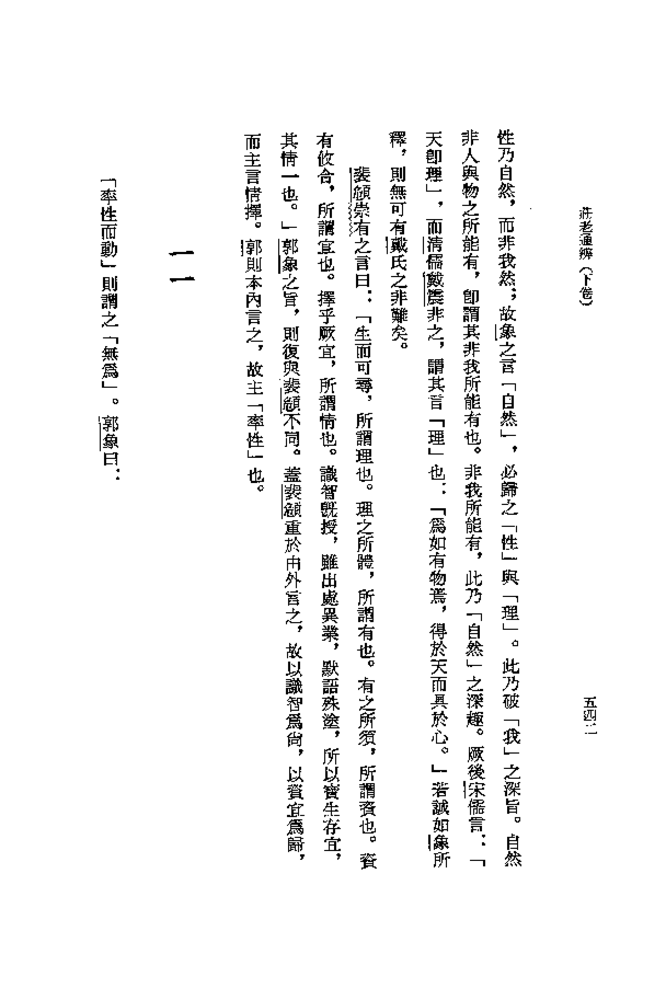 莊老通辨（下卷）
五四二
性乃自然，而非我然；故象之言「自然」，必歸之「性」與「理」。此乃破「我」之深旨。自然
非人與物之所能有，卽謂其非我所能有也。非我所能有，此乃「自然」之深趣。厥後宋儒言：「
天卽理」，而清儒戴震非之，謂其言「理」也：「爲如有物焉，得於天而具於心。」若誠如象所
釋，則無可有戴氏之非難矣。
裴頠崇有之言曰：「生而可尋，所謂理也。理之所體，所謂有也。有之所須，所謂資也。資
有攸合，所謂宜也。擇乎厥宜，所謂情也。識智旣授，雖出處異業，默語殊塗，所以寶生存宜，
其情一也。」郭象之旨，則復與裴頠不同。蓋裴頠重於由外言之，故以識智爲尚，以資宜爲歸，
而主言情擇。郭則本內言之，故主「率性」也。
一一
「率性而動」則謂之「無爲」。郭象曰：